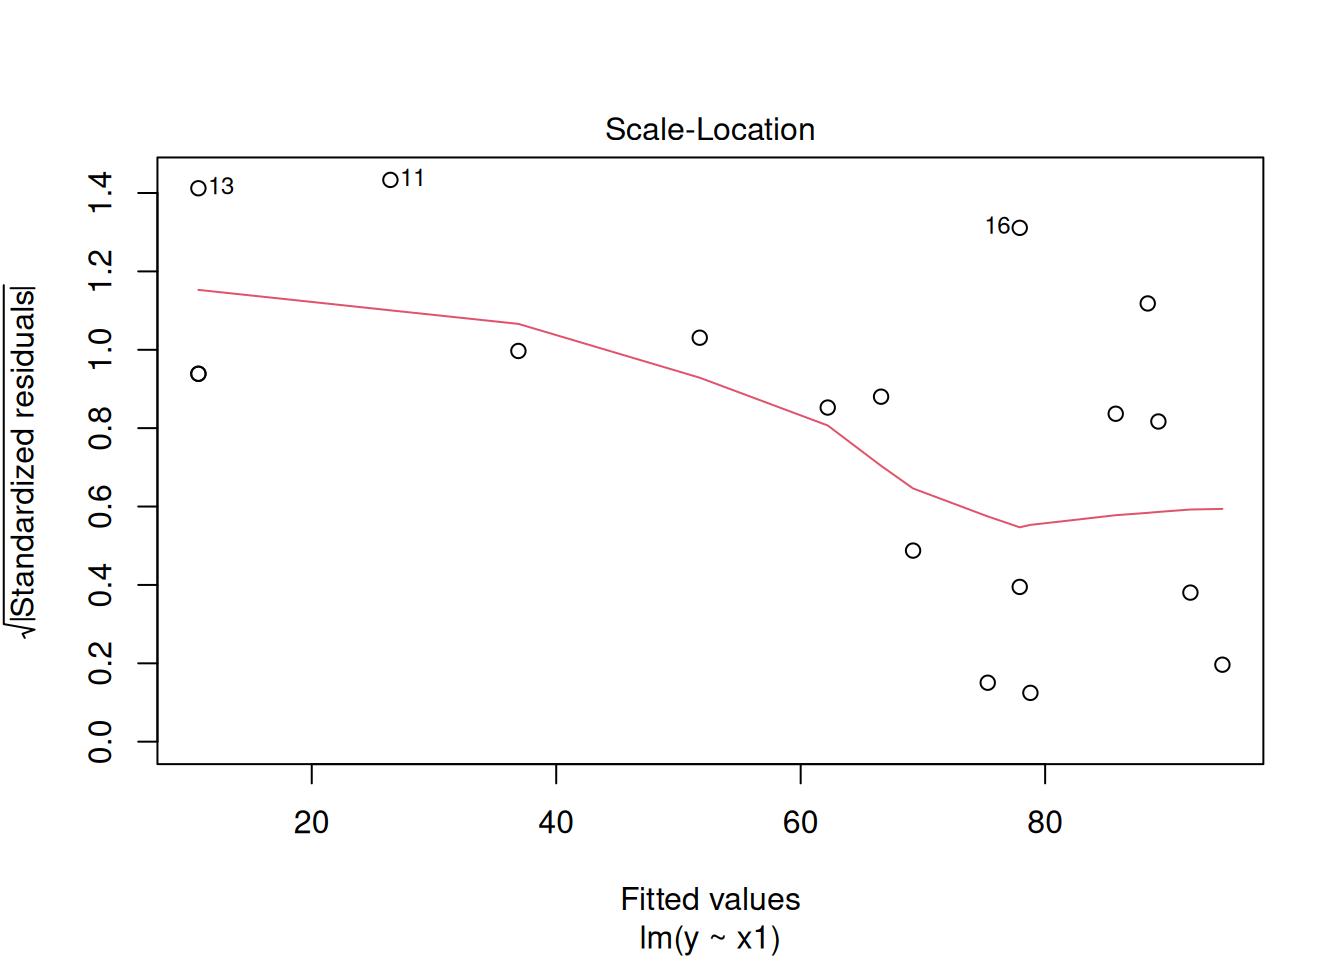 Scale-Location
13
11
16
√|Standardized residuals|
0.0
0.2
0.4
0.6
0.8
1.0
1.2
1.4
20 40 60 80
Fitted values
lm(y ~ x1)